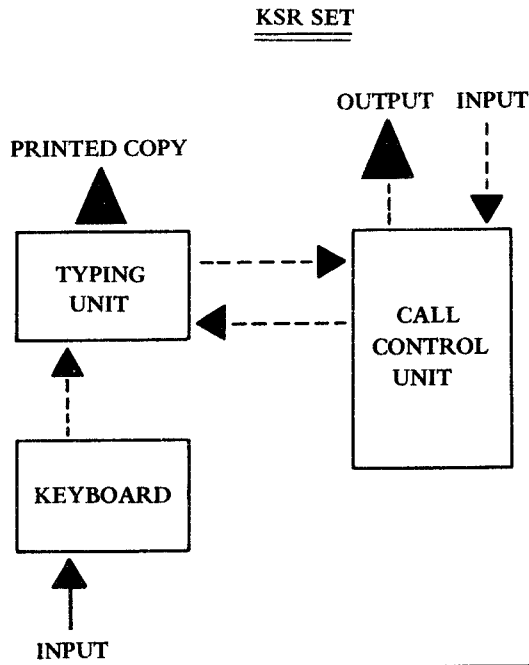 KSR SET
OUTPUT INPUT
PRINTED COPY
TYPING
UNIT
CALL
CONTROL
UNIT
KEYBOARD
INPUT